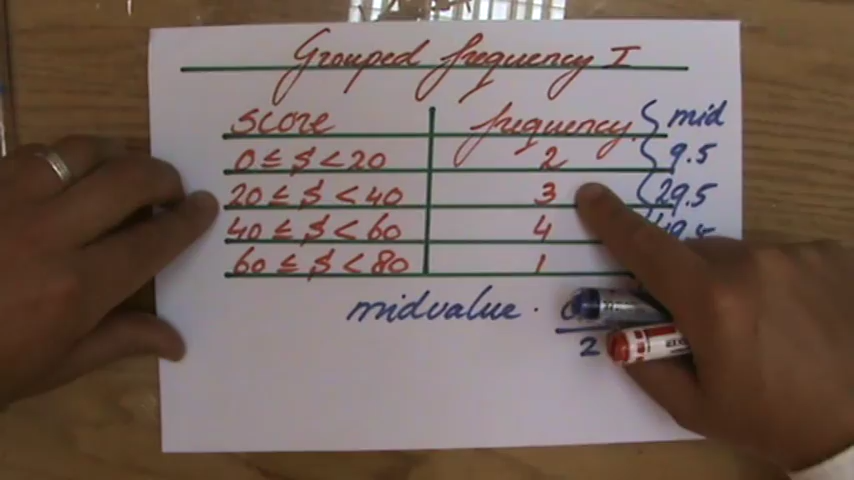 Grouped frequency I
score frequency mid
0 ≤ s < 20 2 9.5
20 ≤ s < 40 3 29.5
40 ≤ s < 60 4
60 ≤ s < 80 1
midvalue.
2